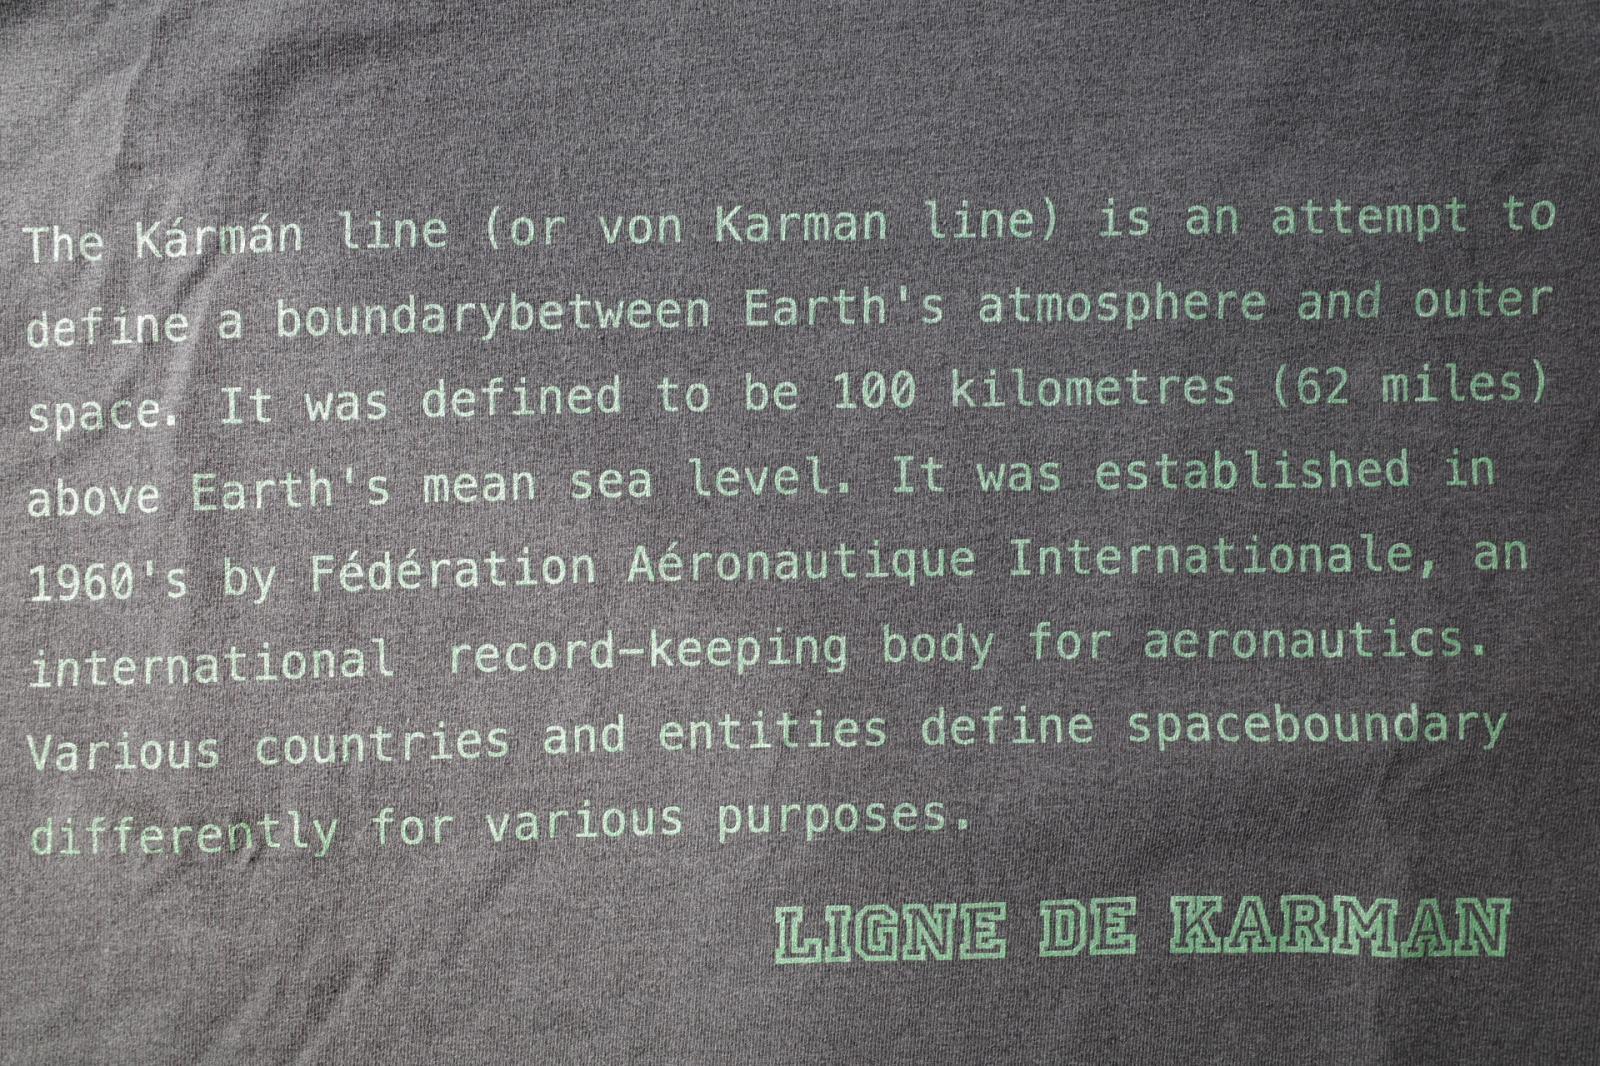 The Kármán line (or von Karman line) is an attempt to
define a boundarybetween Earth's atmosphere and outer
space. It was defined to be 100 kilometres (62 miles)
above Earth's mean sea level. It was established in
1960's by Fédération Aéronautique Internationale, an
international  record-keeping body for aeronautics.
Various countries and entities define spaceboundary
differently for various purposes.
LIGNE DE KARMAN